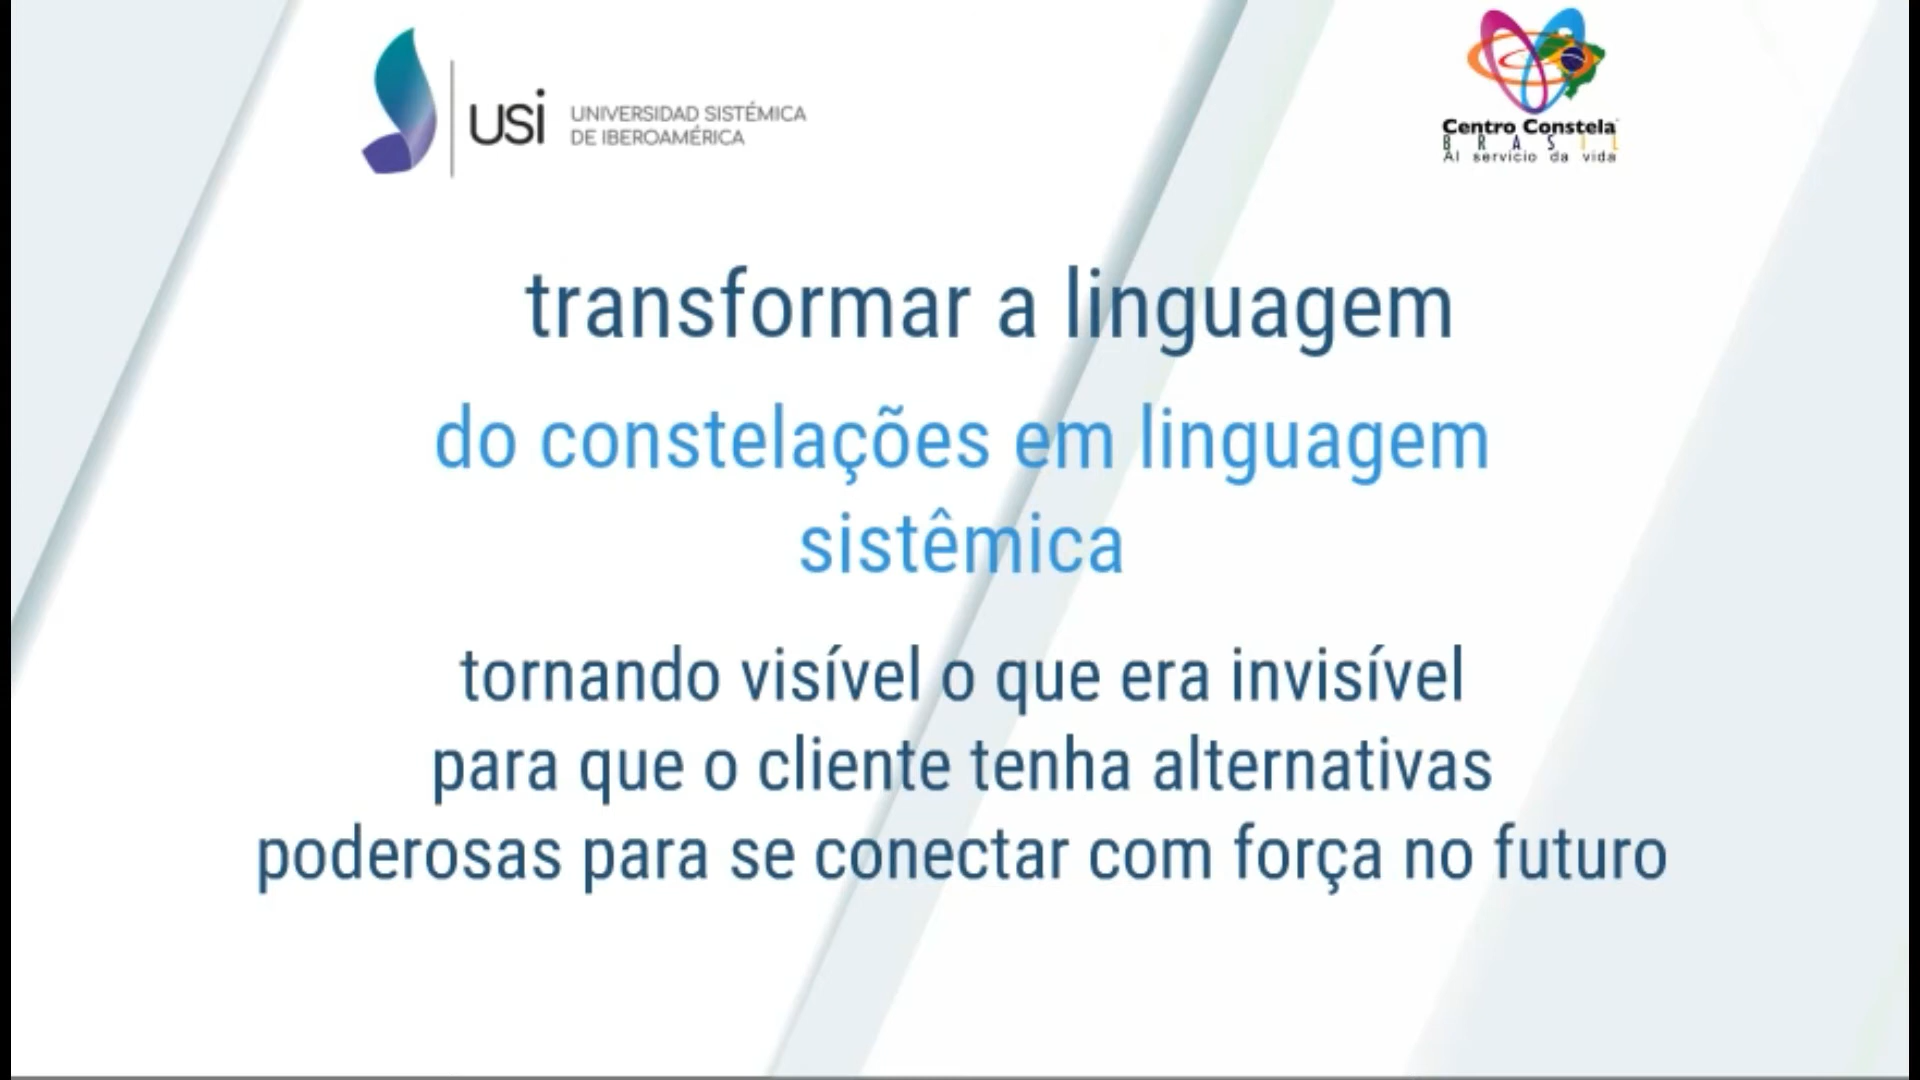 usi
UNIVERSIDAD SISTÉMICA
DE IBEROAMÉRICA
Centro Constela
BRASIL
Al servicio da vida
transformar a linguagem
do constelações em linguagem
sistêmica
tornando visível o que era invisível
para que o cliente tenha alternativas
poderosas para se conectar com força no futuro